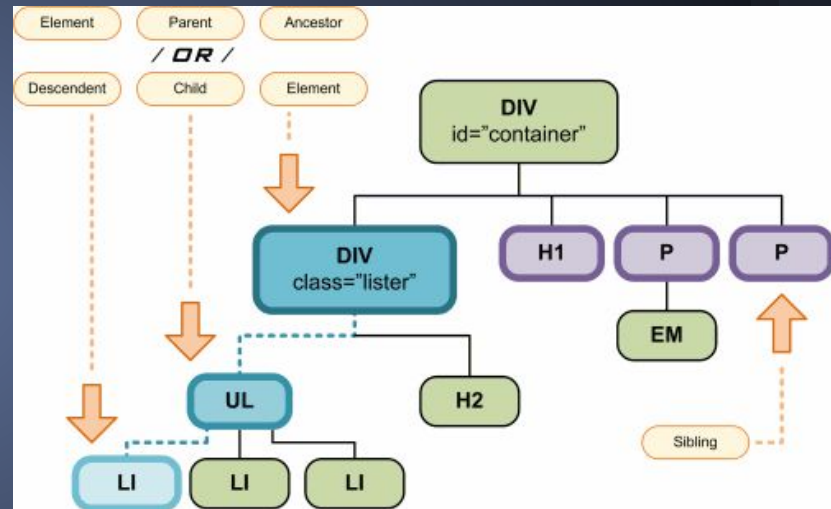 Element Parent Ancestor
/ OR /
Descendent Child Element
DIV
id="container"
DIV
class="lister"
H1 P P
EM
UL H2
Sibling
LI LI LI